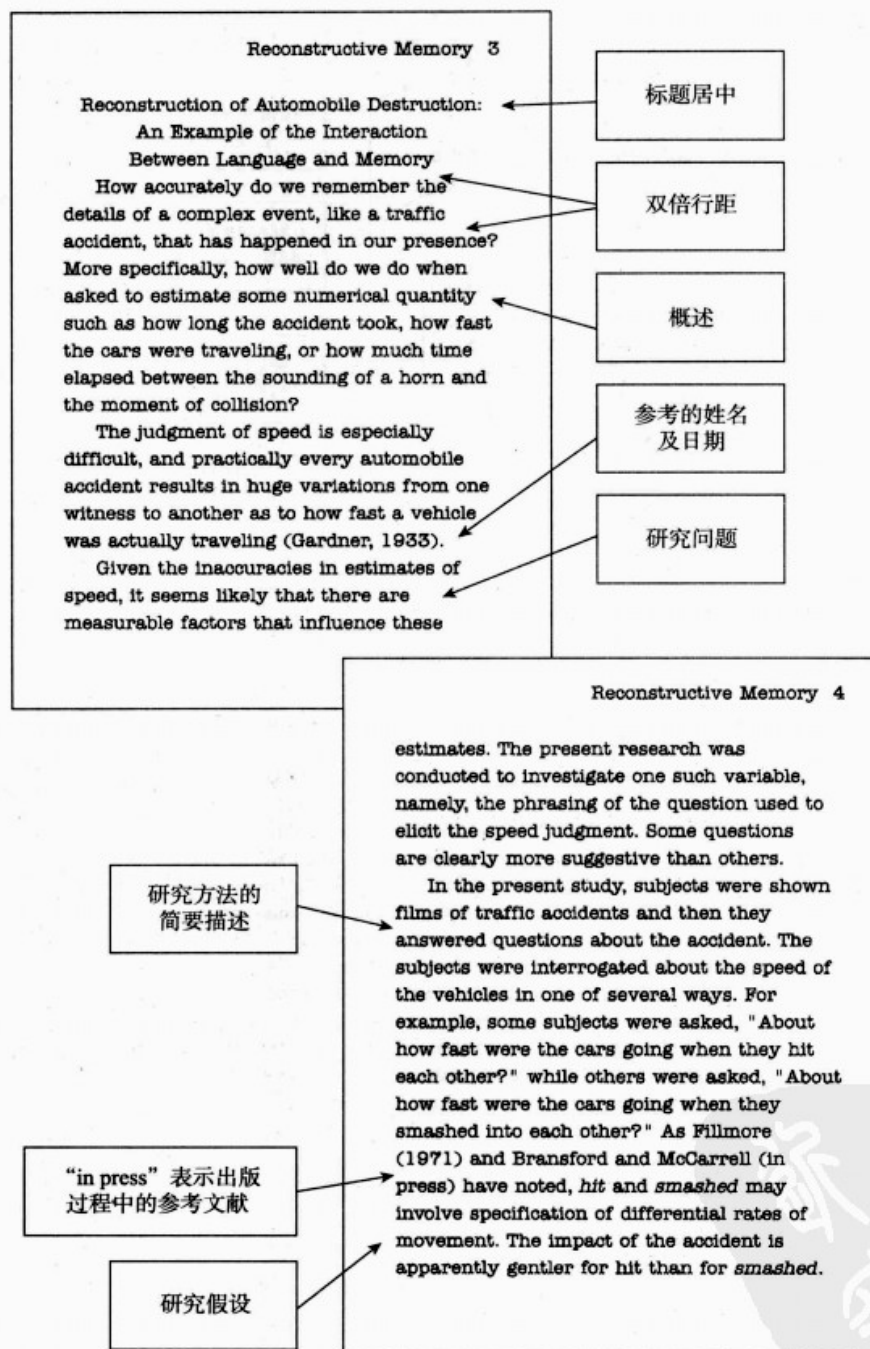 Reconstructive Memory 3
Reconstruction of Automobile Destruction:
An Example of the Interaction
Between Language and Memory
How accurately do we remember the
details of a complex event, like a traffic
accident, that has happened in our presence?
More specifically, how well do we do when
asked to estimate some numerical quantity
such as how long the accident took, how fast
the cars were traveling, or how much time
elapsed between the sounding of a horn and
the moment of collision?
The judgment of speed is especially
difficult, and practically every automobile
accident results in huge variations from one
witness to another as to how fast a vehicle
was actually traveling (Gardner, 1933).
Given the inaccuracies in estimates of
speed, it seems likely that there are
measurable factors that influence these
标题居中
双倍行距
概述
参考的姓名
及日期
研究问题
Reconstructive Memory 4
estimates. The present research was
conducted to investigate one such variable,
namely, the phrasing of the question used to
elicit the speed judgment. Some questions
are clearly more suggestive than others.
In the present study, subjects were shown
films of traffic accidents and then they
answered questions about the accident. The
subjects were interrogated about the speed of
the vehicles in one of several ways. For
example, some subjects were asked, "About
how fast were the cars going when they hit
each other?" while others were asked, "About
how fast were the cars going when they
smashed into each other?" As Fillmore
(1971) and Bransford and McCarrell (in
press) have noted, hit and smashed may
involve specification of differential rates of
movement. The impact of the accident is
apparently gentler for hit than for smashed.
研究方法的
简要描述
“in press”表示出版
过程中的参考文献
研究假设